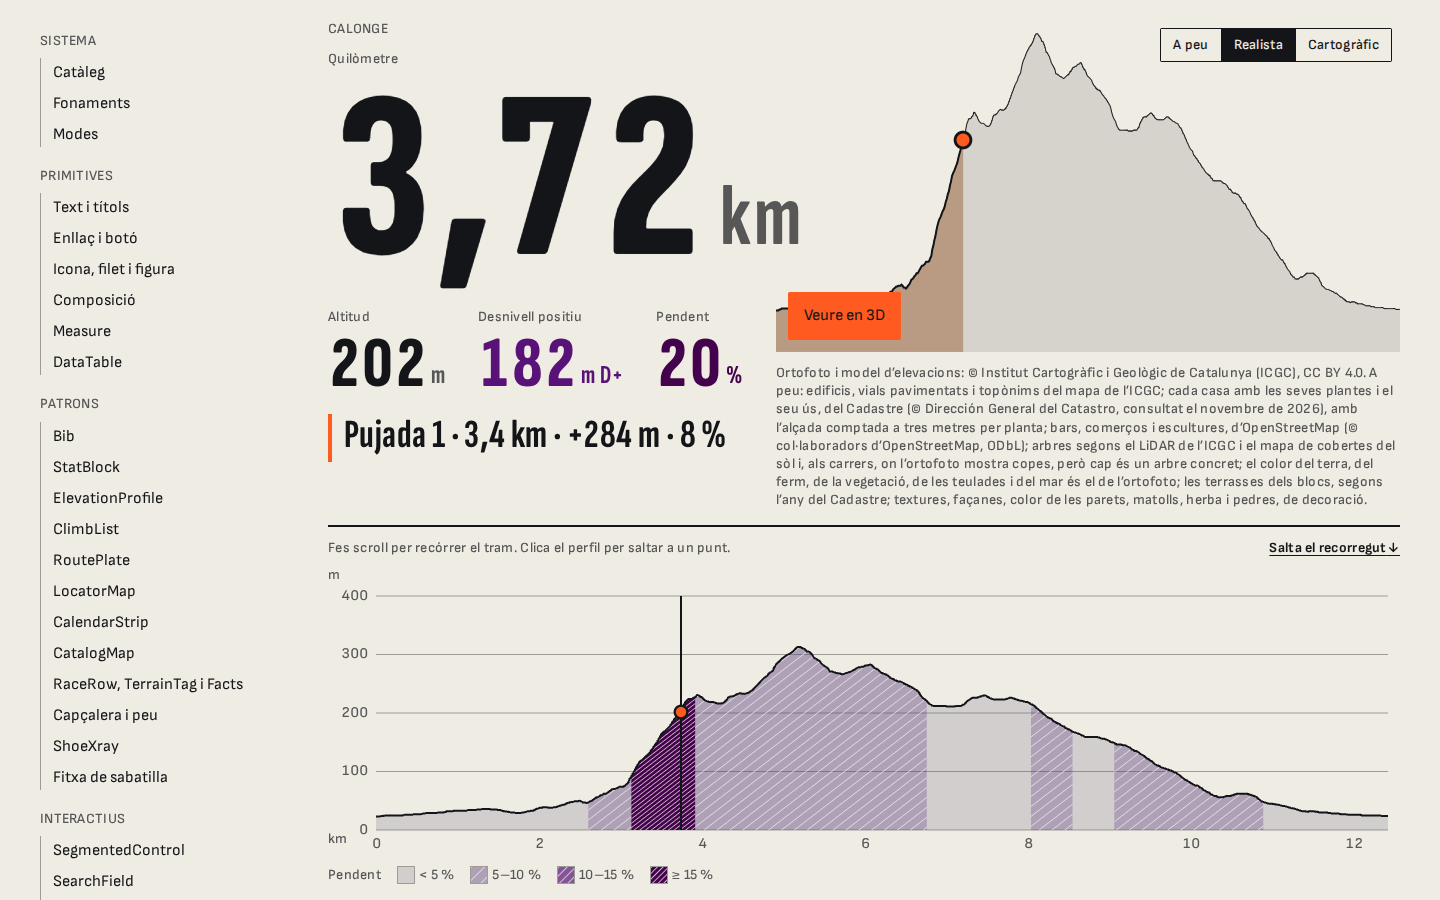 SISTEMA
Catàleg
Fonaments
Modes
PRIMITIVES
Text i títols
Enllaç i botó
Icona, filet i figura
Composició
Measure
DataTable
PATRONS
Bib
StatBlock
ElevationProfile
ClimbList
RoutePlate
LocatorMap
CalendarStrip
CatalogMap
RaceRow, TerrainTag i Facts
Capçalera i peu
ShoeXray
Fitxa de sabatilla
INTERACTIUS
SegmentedControl
SearchField
CALONGE
Quilòmetre
3,72 km
Altitud
202 m
Desnivell positiu
182 m D+
Pendent
20 %
Pujada 1 · 3,4 km · +284 m · 8 %
A peu
Realista
Cartogràfic
Veure en 3D
Ortofoto i model d’elevacions: © Institut Cartogràfic i Geològic de Catalunya (ICGC), CC BY 4.0. A
peu: edificis, vials pavimentats i topònims del mapa de l’ICGC; cada casa amb les seves plantes i el
seu ús, del Cadastre (© Dirección General del Catastro, consultat el novembre de 2026), amb
l’alçada comptada a tres metres per planta; bars, comerços i escultures, d’OpenStreetMap (©
col·laboradors d’OpenStreetMap, ODbL); arbres segons el LiDAR de l’ICGC i el mapa de cobertes del
sòl i, als carrers, on l’ortofoto mostra copes, però cap és un arbre concret; el color del terra, del
ferm, de la vegetació, de les teulades i del mar és el de l’ortofoto; les terrasses dels blocs, segons
l’any del Cadastre; textures, façanes, color de les parets, matolls, herba i pedres, de decoració.
Fes scroll per recórrer el tram. Clica el perfil per saltar a un punt.
Salta el recorregut ↓
m
400
300
200
100
0
km
0 2 4 6 8 10 12
Pendent < 5 % 5–10 % 10–15 % ≥ 15 %